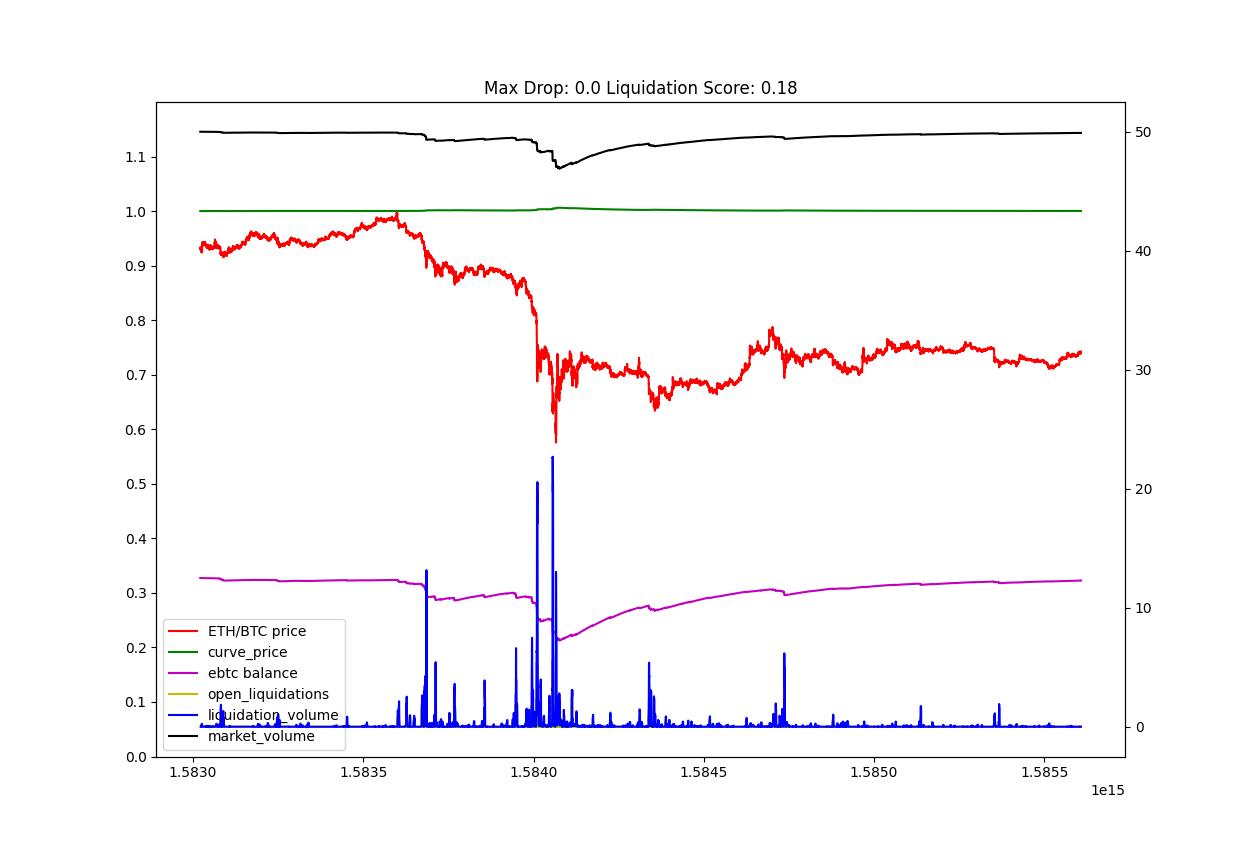 Max Drop: 0.0 Liquidation Score: 0.18
1.1
1.0
0.9
0.8
0.7
0.6
0.5
0.4
0.3
0.2
0.1
0.0
50
40
30
20
10
0
ETH/BTC price
curve_price
ebtc balance
open_liquidations
liquidation_volume
market_volume
1.5830 1.5835 1.5840 1.5845 1.5850 1.5855
1e15